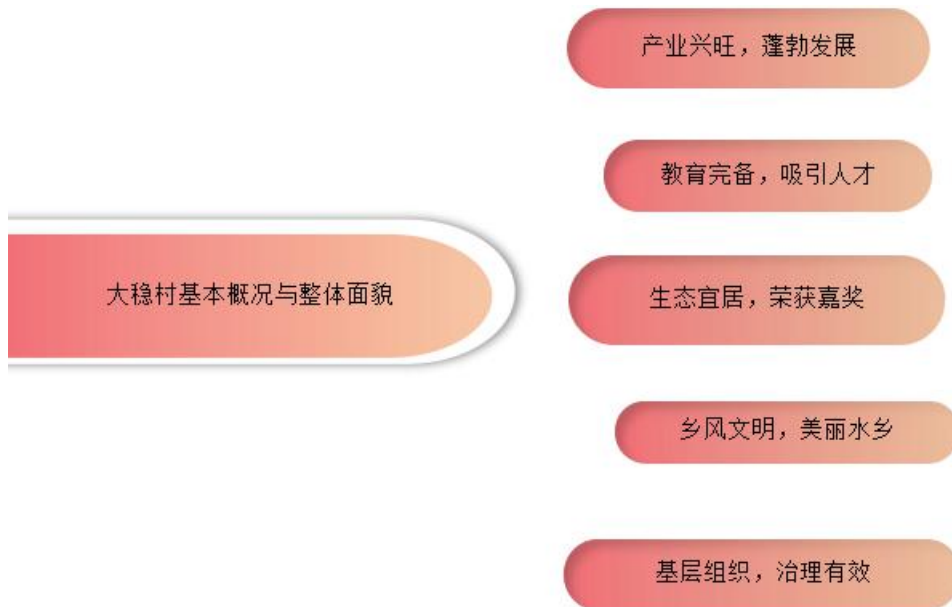 产业兴旺，蓬勃发展
教育完备，吸引人才
大稳村基本概况与整体面貌
生态宜居，荣获嘉奖
乡风文明，美丽水乡
基层组织，治理有效